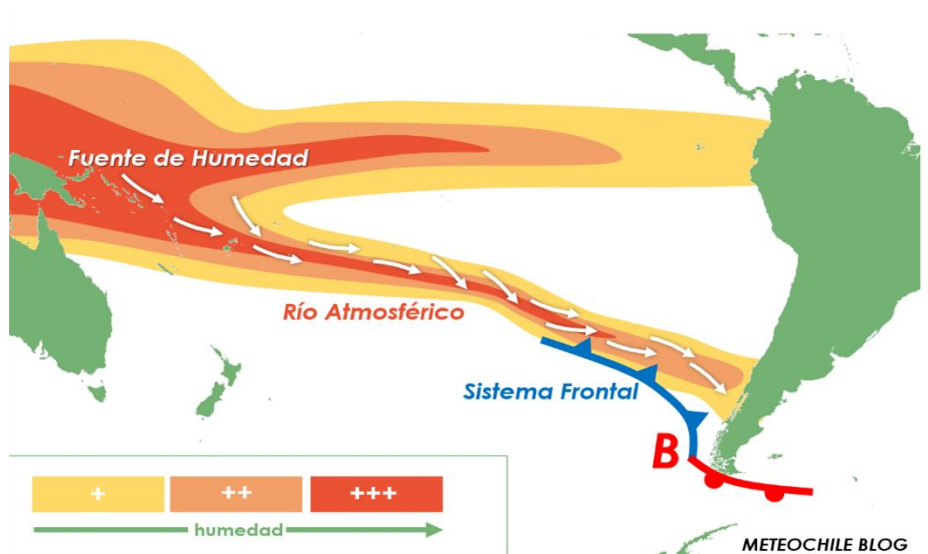 Fuente de Humedad
Río Atmosférico
Sistema Frontal
B
+ ++ +++
humedad
METEOCHILE BLOG